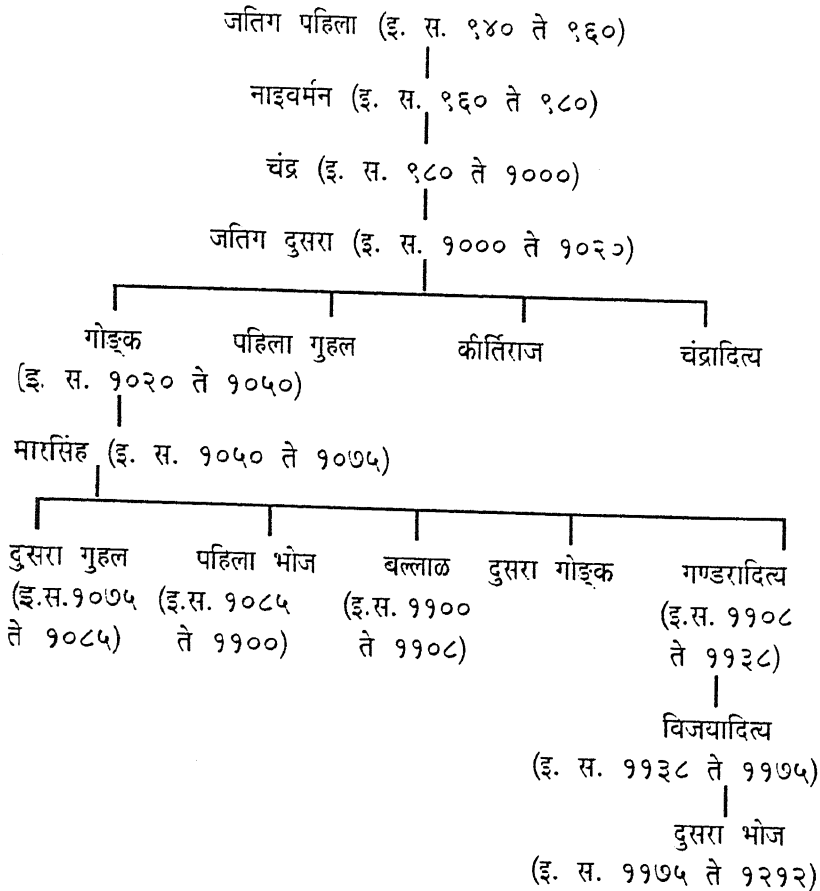 जतिग पहिला (इ. स. ९४० ते ९६०)
नाइवर्मन (इ. स. ९६० ते ९८०)
चंद्र (इ. स. ९८० ते १०००)
जतिग दुसरा (इ. स. १००० ते १०२०)
गोङ्क पहिला गुहल कीर्तिराज चंद्रादित्य
(इ. स. १०२० ते १०५०)
मारसिंह (इ. स. १०५० ते १०७५)
दुसरा गुहल पहिला भोज बल्लाळ दुसरा गोङ्क गण्डरादित्य
(इ.स.१०७५ (इ.स. १०८५ (इ.स. ११०० (इ.स. ११०८
ते १०८५) ते ११००) ते ११०८) ते ११३८)
विजयादित्य
(इ. स. ११३८ ते ११७५)
दुसरा भोज
(इ. स. ११७५ ते १२१२)